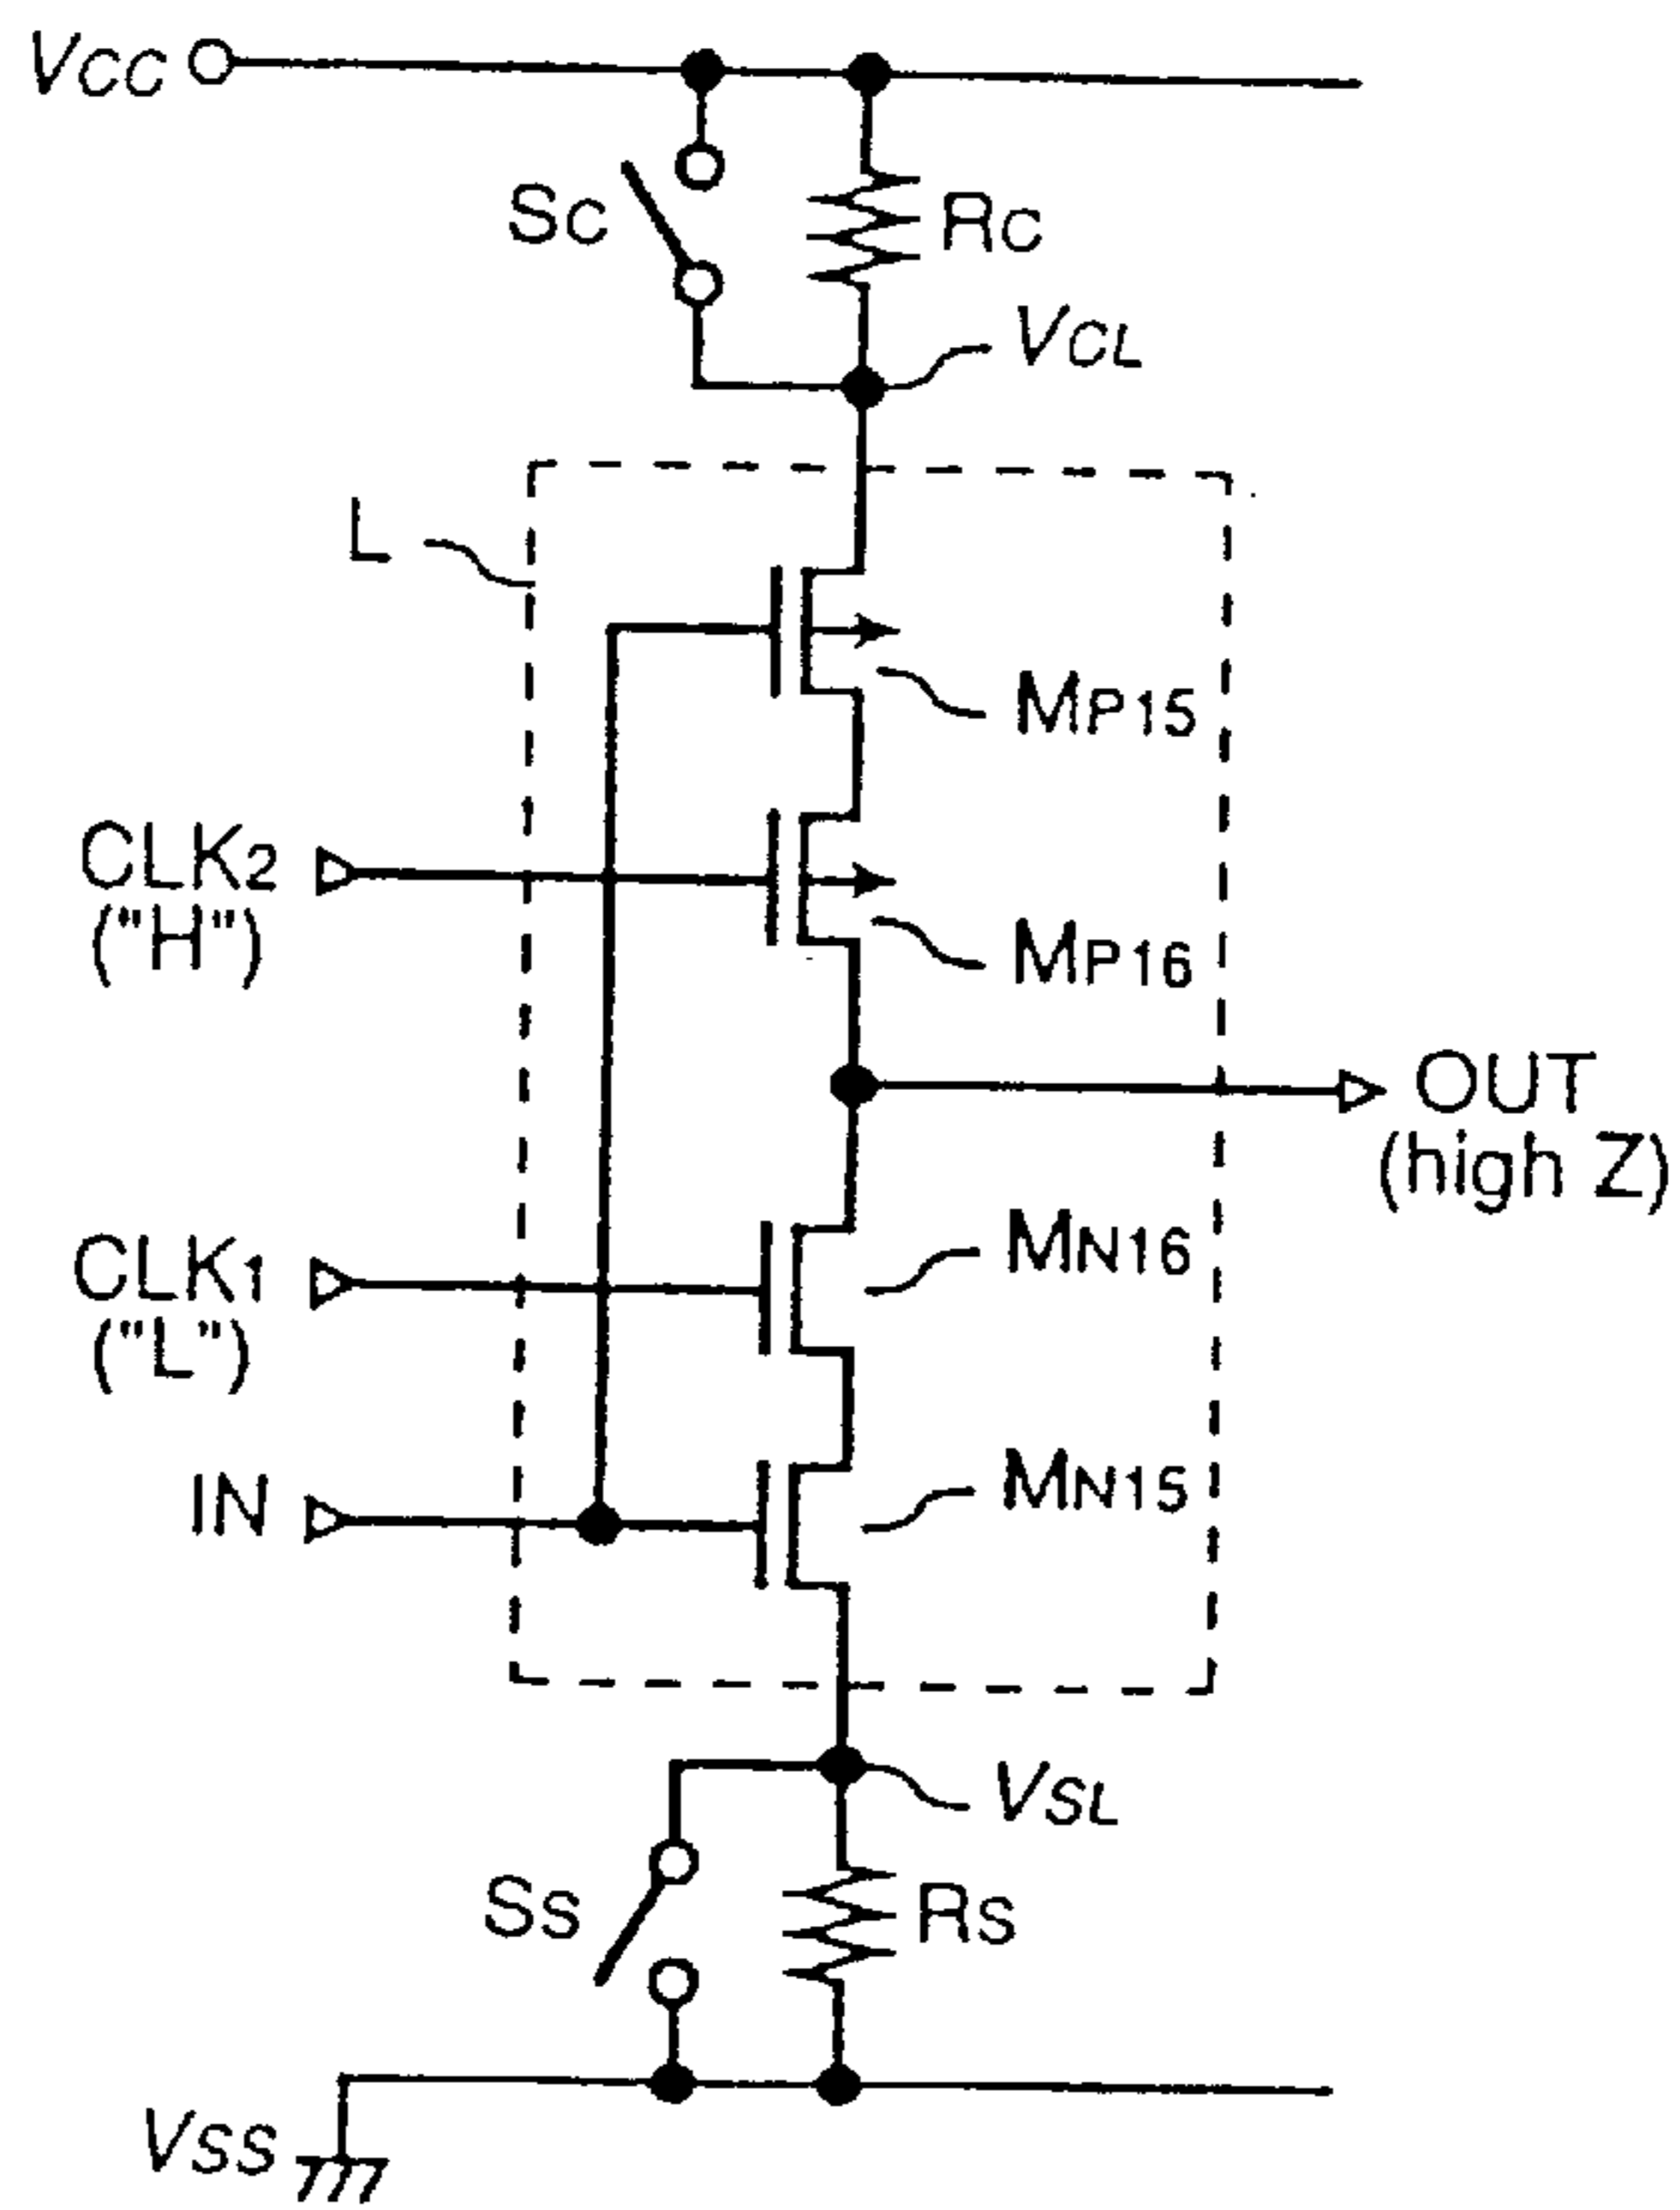 VCC
SC
RC
VCL
L
MP15
CLK2
("H")
MP16
OUT
(high Z)
CLK1
("L")
MN16
IN
MN15
VSL
SS
RS
VSS